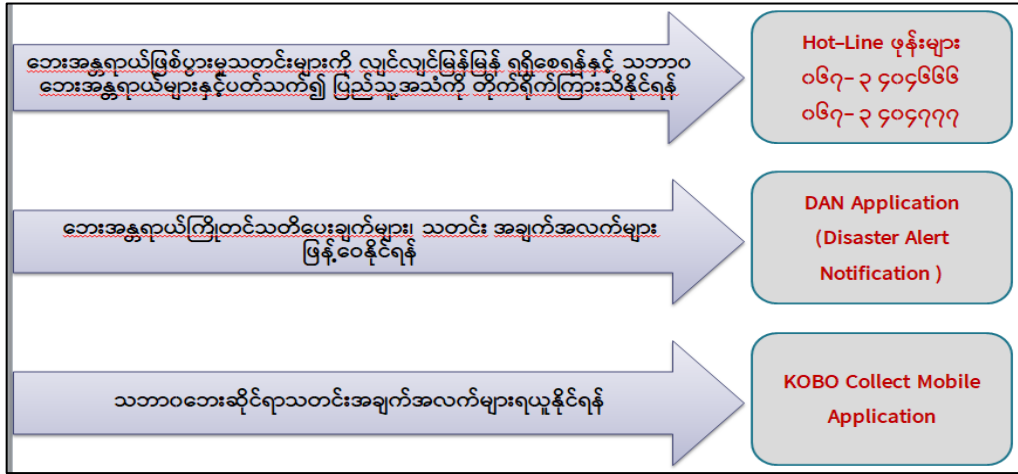 ဘေးအန္တရာယ်ဖြစ်ပွားမှုသတင်းများကို လျင်လျင်မြန်မြန် ရရှိစေရန်နှင့် သဘာဝ
ဘေးအန္တရာယ်များနှင့်ပတ်သက်၍ ပြည်သူ့အသံကို တိုက်ရိုက်ကြားသိနိုင်ရန်
Hot-Line ဖုန်းများ
၀၆၇- ၃ ၄၀၄၆၆၆
၀၆၇- ၃ ၄၀၄၇၇၇
ဘေးအန္တရာယ်ကြိုတင်သတိပေးချက်များ၊ သတင်း အချက်အလက်များ
ဖြန့်ဝေနိုင်ရန်
DAN Application
(Disaster Alert
Notification )
သဘာဝဘေးဆိုင်ရာသတင်းအချက်အလက်များရယူနိုင်ရန်
KOBO Collect Mobile
Application